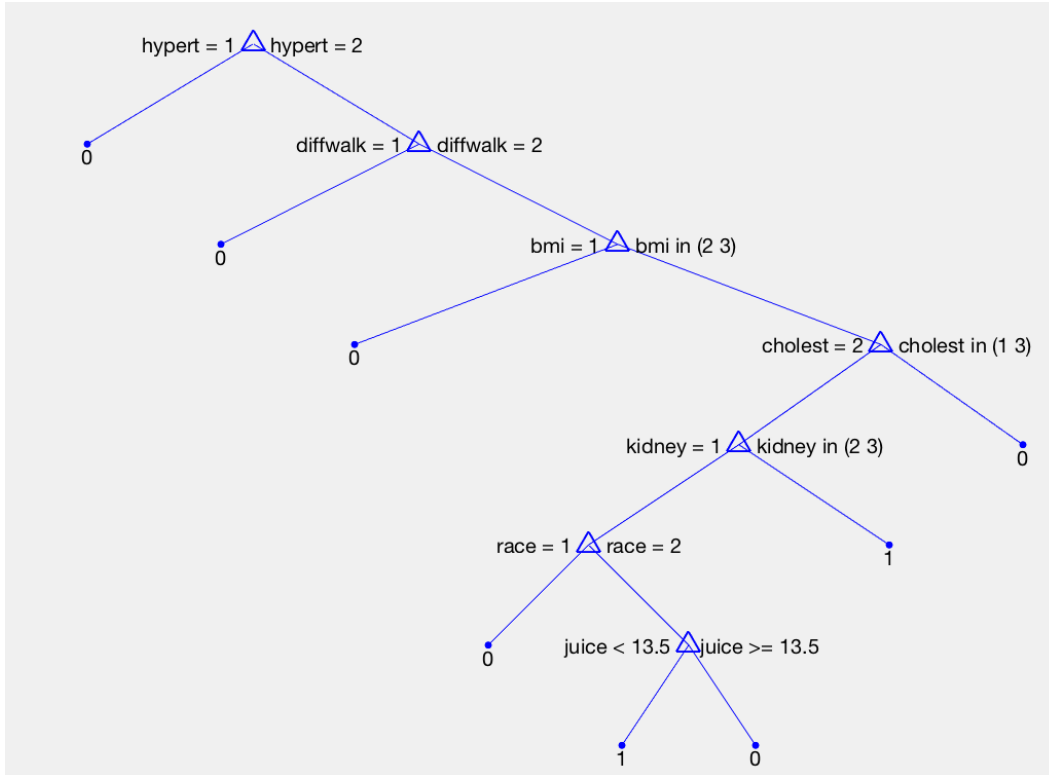 hypert = 1 hypert = 2
diffwalk = 1 diffwalk = 2
0
bmi = 1 bmi in (2 3)
0
cholest = 2 cholest in (1 3)
0
kidney = 1 kidney in (2 3)
0
race = 1 race = 2
1
juice < 13.5 juice >= 13.5
0
1 0